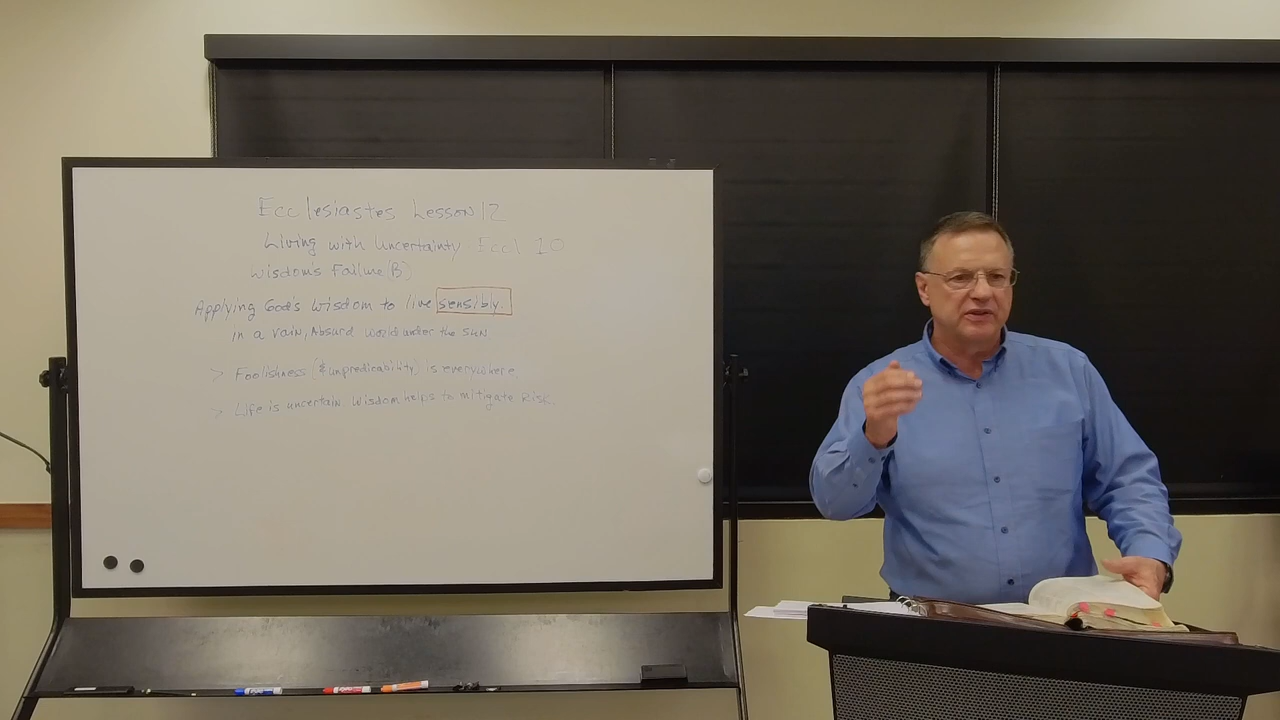 Ecclesiastes Lesson 12
Living with Uncertainty Eccl 10
Wisdom's Failure (B)
Applying God's Wisdom to live sensibly.
in a vain, Absurd World under the SUN
> Foolishness (& unpredicability) is everywhere
> Life is uncertain. Wisdom helps to mitigate Risk.